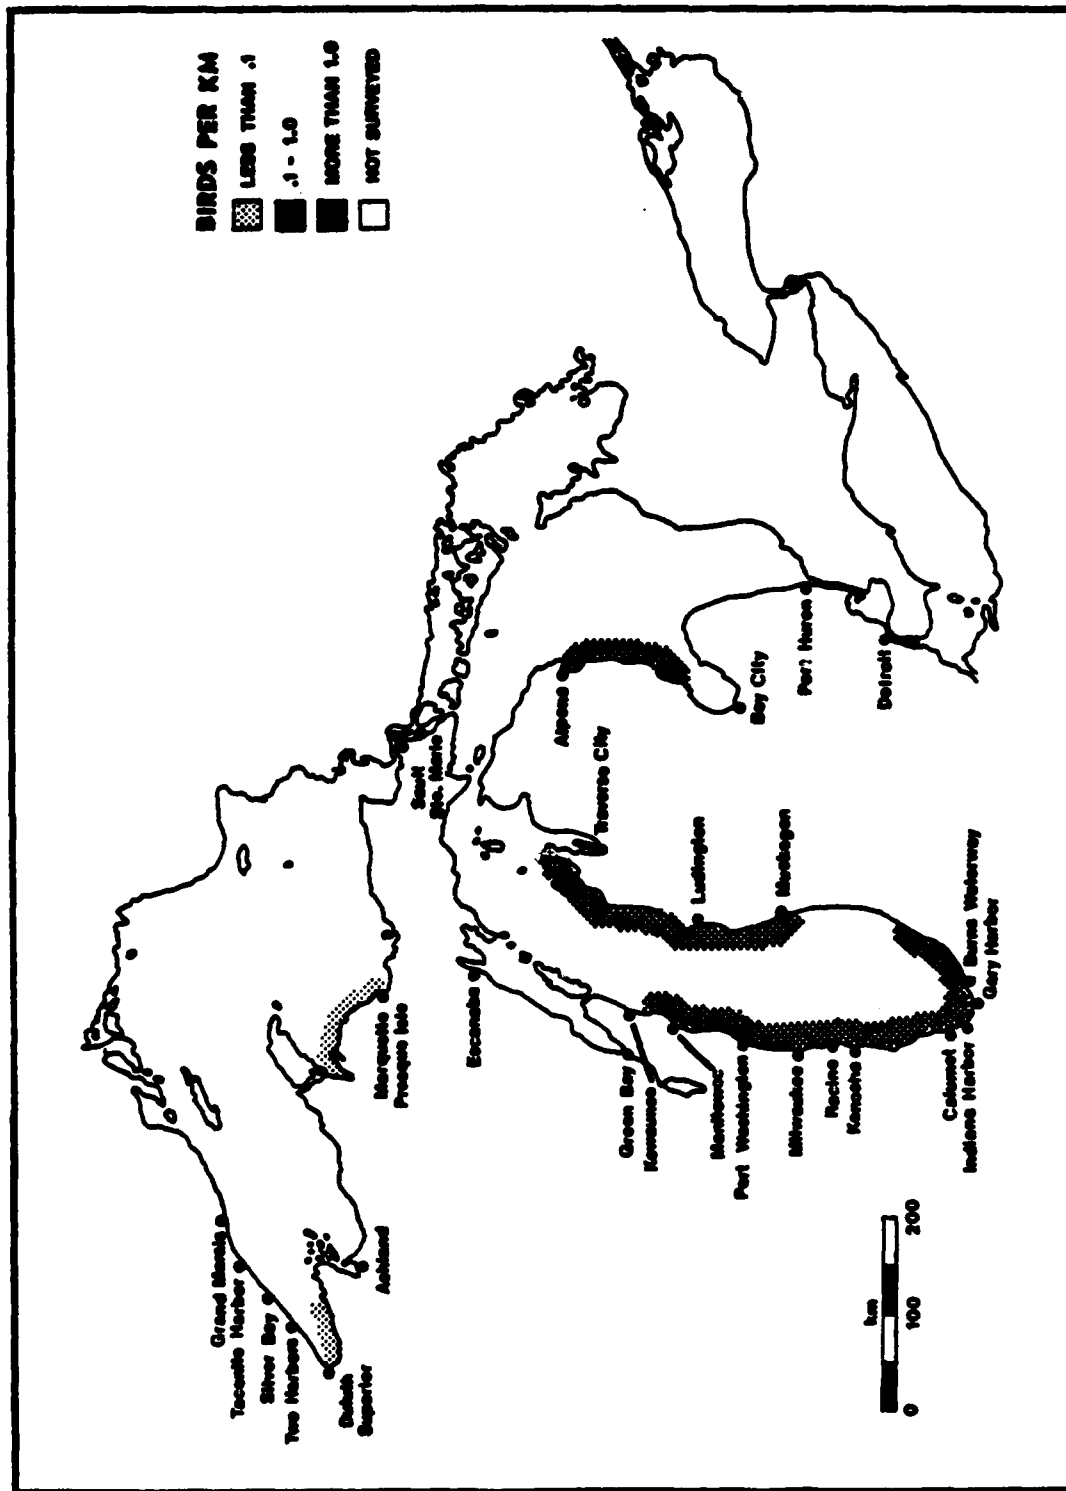 BIRDS PER KM
LESS THAN .1
.1 - 1.0
MORE THAN 1.0
NOT SURVEYED
Grand Marais
Taconite Harbor
Silver Bay
Two Harbors
Duluth
Superior
Ashland
Marquette
Presque Isle
Sault
Ste. Marie
Escanaba
Green Bay
Kewaunee
Manitowoc
Port Washington
Milwaukee
Racine
Kenosha
Calumet
Indiana Harbor
Gary Harbor
Burns Waterway
Muskegon
Ludington
Traverse City
Alpena
Bay City
Port Huron
Detroit
km
0 100 200